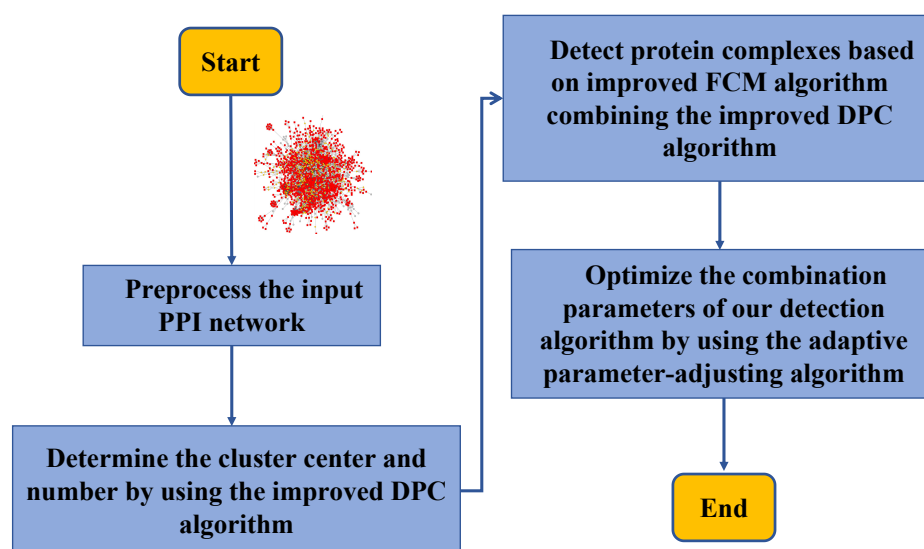 Start
Preprocess the input
PPI network
Determine the cluster center and
number by using the improved DPC
algorithm
Detect protein complexes based
on improved FCM algorithm
combining the improved DPC
algorithm
Optimize the combination
parameters of our detection
algorithm by using the adaptive
parameter-adjusting algorithm
End